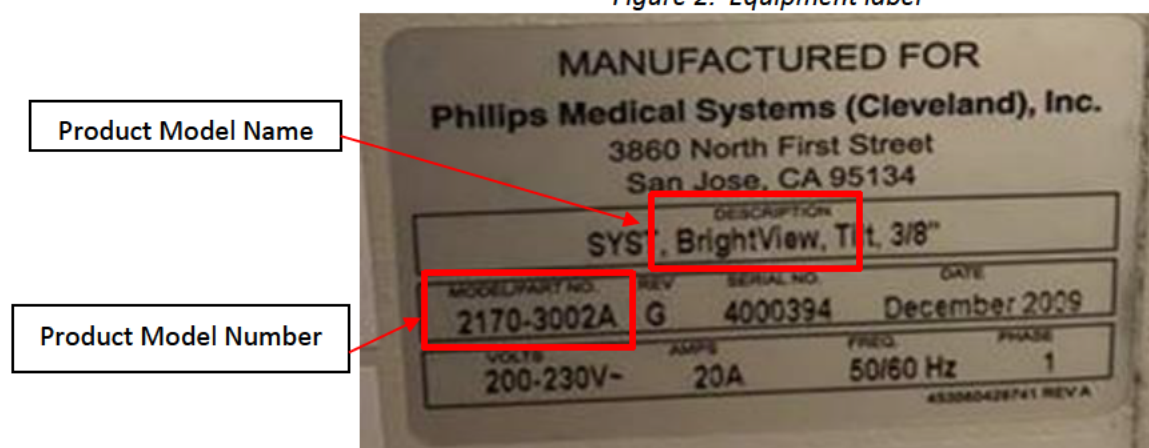 Figure 2. Equipment label
MANUFACTURED FOR
Philips Medical Systems (Cleveland), Inc.
3860 North First Street
San Jose, CA 95134
Product Model Name
DESCRIPTION
SYST, BrightView, Tilt, 3/8"
MODEL/PART NO. REV SERIAL NO. DATE
2170-3002A G 4000394 December 2009
Product Model Number
VOLTS AMPS FREQ. PHASE
200-230V~ 20A 50/60 Hz 1
REV A